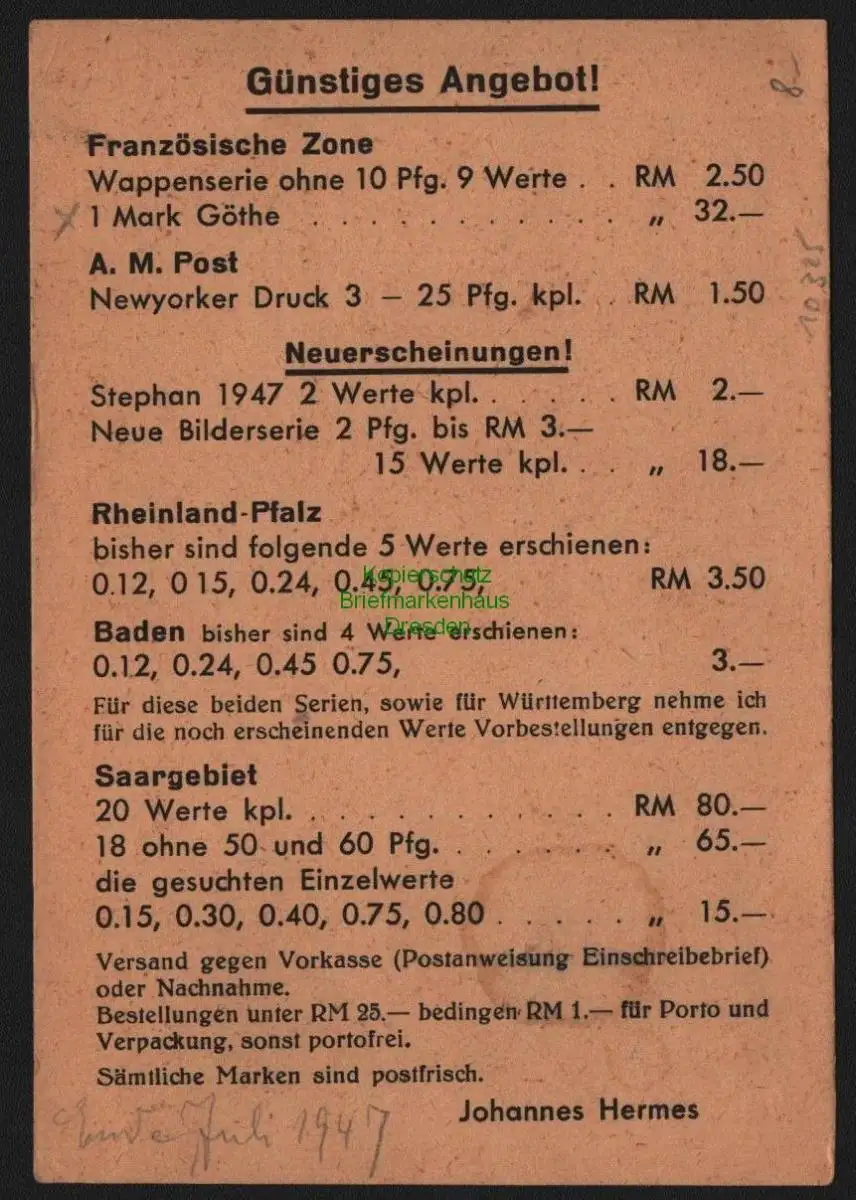 Günstiges Angebot!
8-
Französische Zone
Wappenserie ohne 10 Pfg. 9 Werte . . RM 2.50
x 1 Mark Göthe . . . . . . . . . . . . „ 32.—
A. M. Post
Newyorker Druck 3 – 25 Pfg. kpl. . . RM 1.50
10325
Neuerscheinungen!
Stephan 1947 2 Werte kpl. . . . . . RM 2.—
Neue Bilderserie 2 Pfg. bis RM 3.—
15 Werte kpl. . . „ 18.—
Rheinland-Pfalz
bisher sind folgende 5 Werte erschienen:
0.12, 0 15, 0.24, 0.45, 0.75, RM 3.50
Kopierschutz
Briefmarkenhaus
Dresden
Baden bisher sind 4 Werte erschienen:
0.12, 0.24, 0.45 0.75, 3.—
Für diese beiden Serien, sowie für Württemberg nehme ich
für die noch erscheinenden Werte Vorbestellungen entgegen.
Saargebiet
20 Werte kpl. . . . . . . . . . . . RM 80.—
18 ohne 50 und 60 Pfg. . . . . . . . „ 65.—
die gesuchten Einzelwerte
0.15, 0.30, 0.40, 0.75, 0.80 . . . . . „ 15.—
Versand gegen Vorkasse (Postanweisung Einschreibebrief)
oder Nachnahme.
Bestellungen unter RM 25.— bedingen RM 1.— für Porto und
Verpackung, sonst portofrei.
Sämtliche Marken sind postfrisch.
Johannes Hermes
Ende Juli 1947